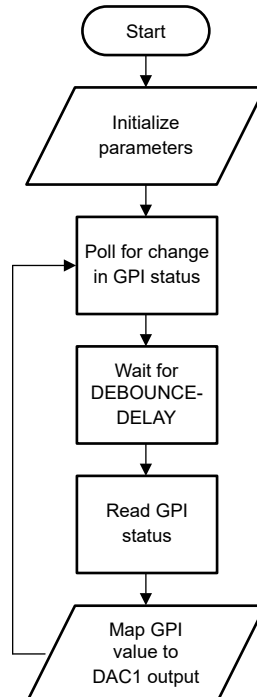 Start
Initialize
parameters
Poll for change
in GPI status
Wait for
DEBOUNCE-
DELAY
Read GPI
status
Map GPI
value to
DAC1 output